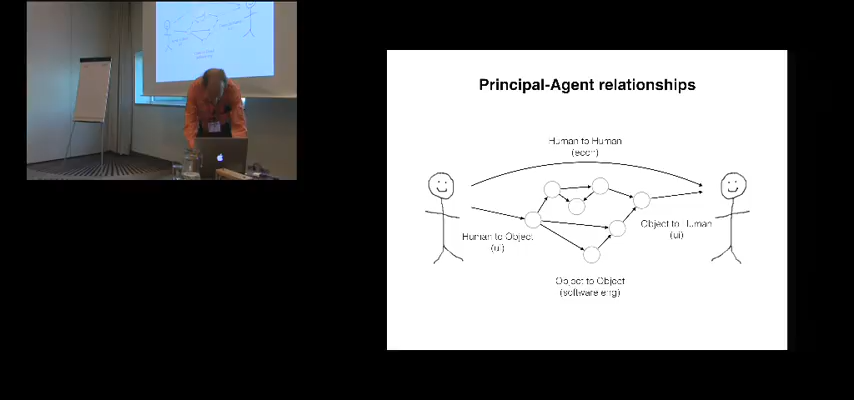 Principal-Agent relationships
Human to Human
(econ)
Human to Object
(ui)
Object to Human
(ui)
Object to Object
(software eng)